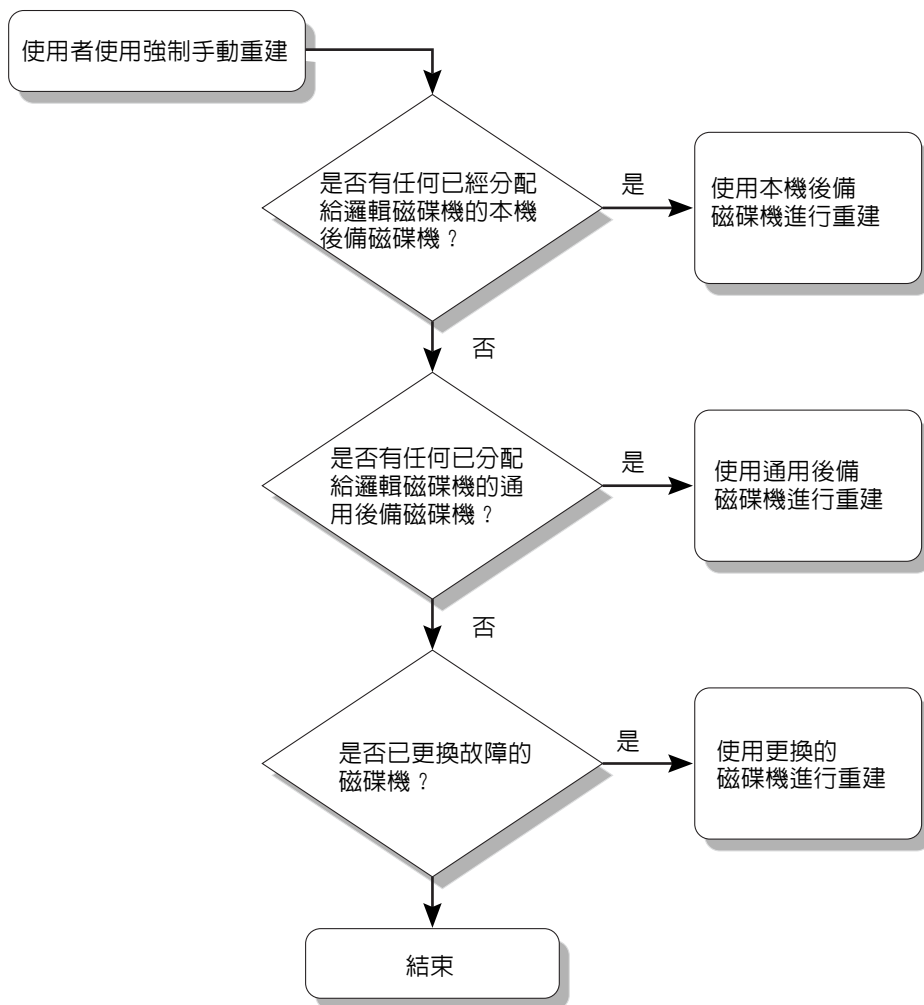 使用者使用強制手動重建
是否有任何已經分配
給邏輯磁碟機的本機
後備磁碟機？
是
使用本機後備
磁碟機進行重建
否
是否有任何已分配
給邏輯磁碟機的通
用後備磁碟機？
是
使用通用後備
磁碟機進行重建
否
是否已更換故障的
磁碟機？
是
使用更換的
磁碟機進行重建
結束